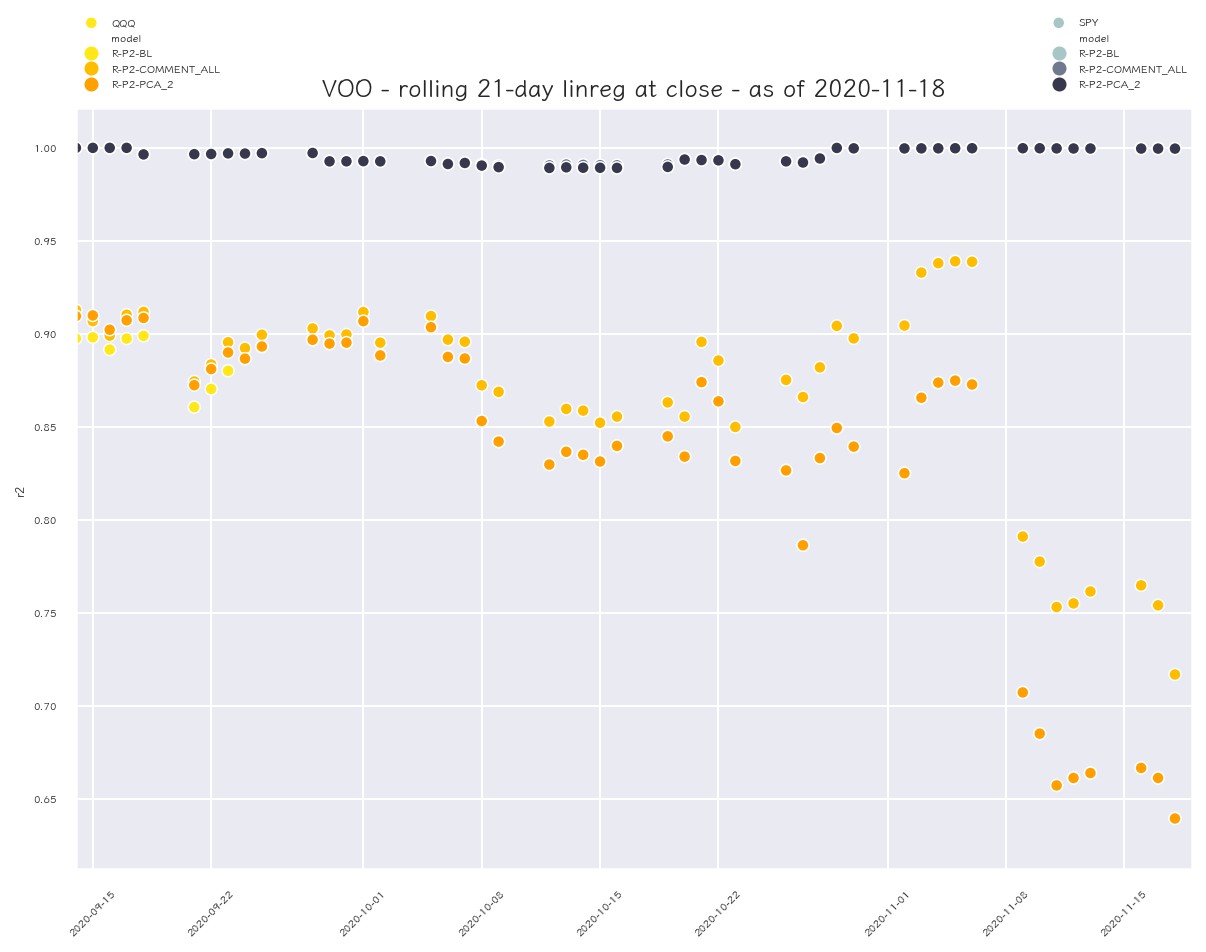 QQQ
model
R-P2-BL
R-P2-COMMENT_ALL
R-P2-PCA_2
SPY
model
R-P2-BL
R-P2-COMMENT_ALL
R-P2-PCA_2
VOO - rolling 21-day linreg at close - as of 2020-11-18
1.00
0.95
0.90
0.85
0.80
0.75
0.70
0.65
r2
2020-09-15
2020-09-22
2020-10-01
2020-10-08
2020-10-15
2020-10-22
2020-11-01
2020-11-08
2020-11-15